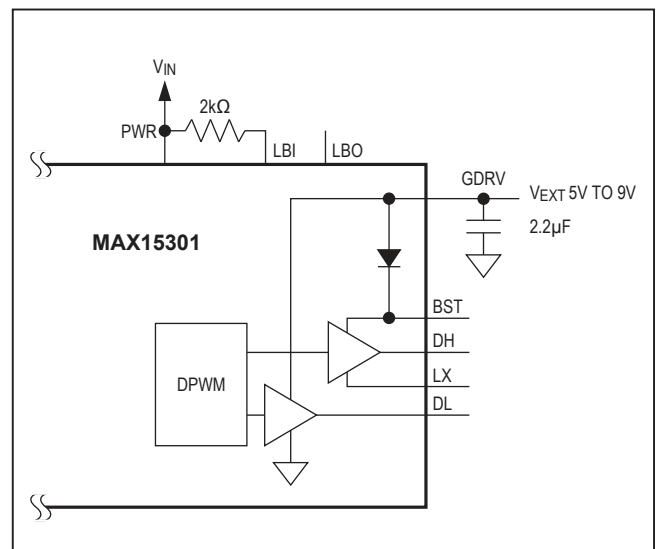 VIN
2kΩ
PWR
LBI
LBO
GDRV
VEXT 5V TO 9V
2.2µF
MAX15301
BST
DH
DPWM
LX
DL